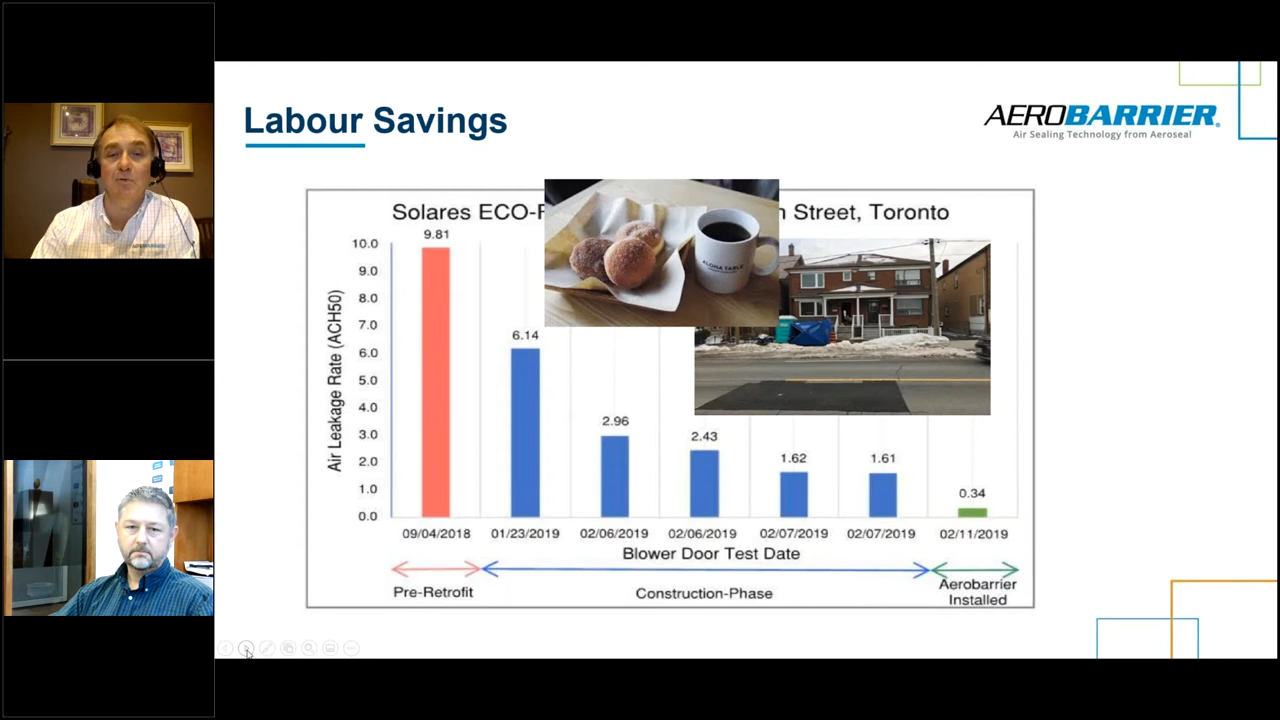 Labour Savings
AEROBARRIER
Air Sealing Technology from Aeroseal
Solares ECO-
Street, Toronto
Air Leakage Rate (ACH50)
10.0
9.0
8.0
7.0
6.0
5.0
4.0
3.0
2.0
1.0
0.0
9.81
6.14
2.96
2.43
1.62
1.61
0.34
09/04/2018 01/23/2019 02/06/2019 02/06/2019 02/07/2019 02/07/2019 02/11/2019
Blower Door Test Date
Pre-Retrofit
Construction-Phase
Aerobarrier
Installed
ALOHA TABLE
AEROBARRIER